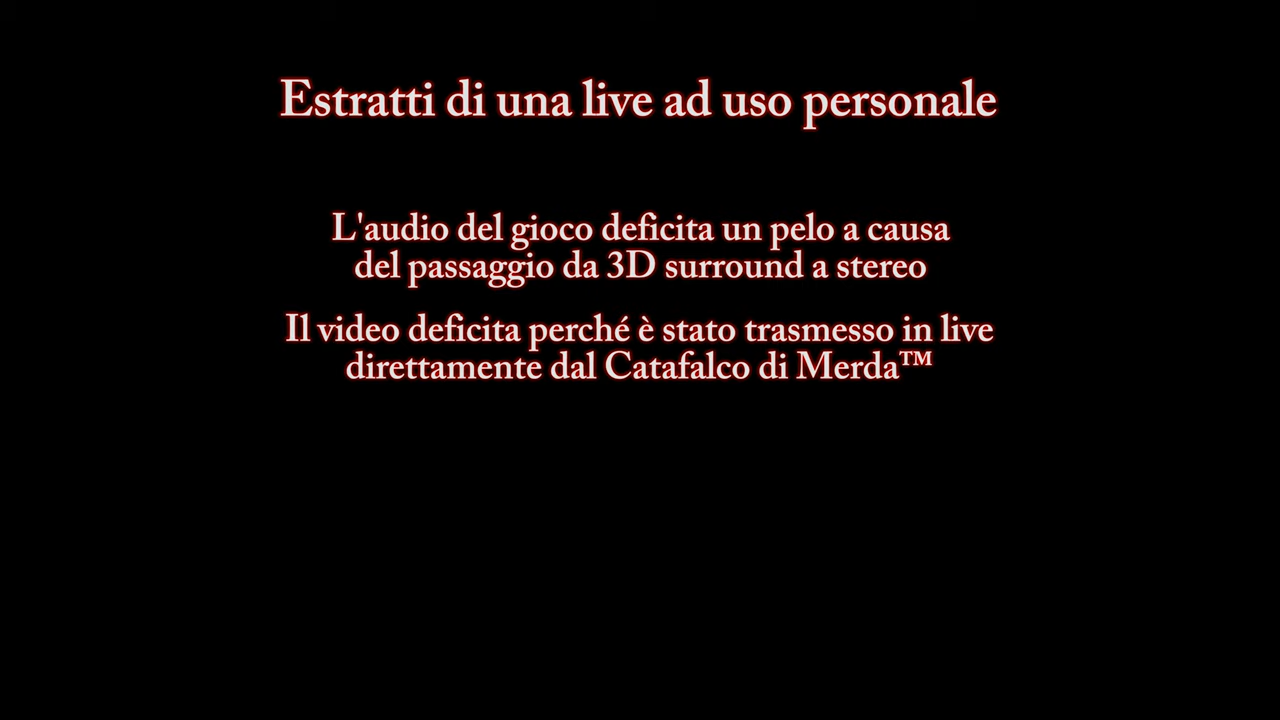 Estratti di una live ad uso personale
L'audio del gioco deficita un pelo a causa
del passaggio da 3D surround a stereo
Il video deficita perché è stato trasmesso in live
direttamente dal Catafalco di Merda™